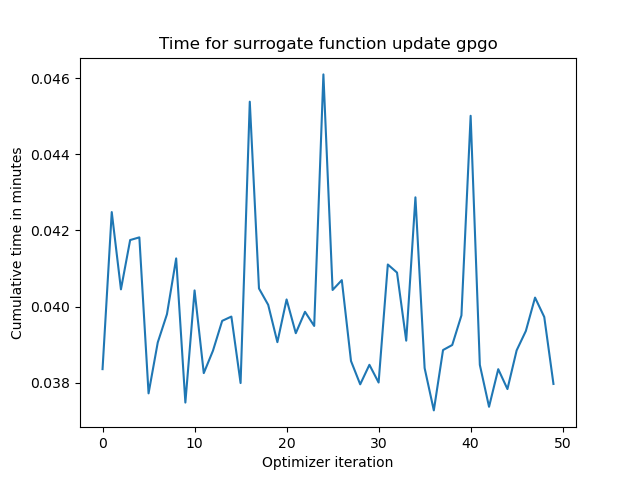 Time for surrogate function update gpgo
Cumulative time in minutes
0.046
0.044
0.042
0.040
0.038
0 10 20 30 40 50
Optimizer iteration